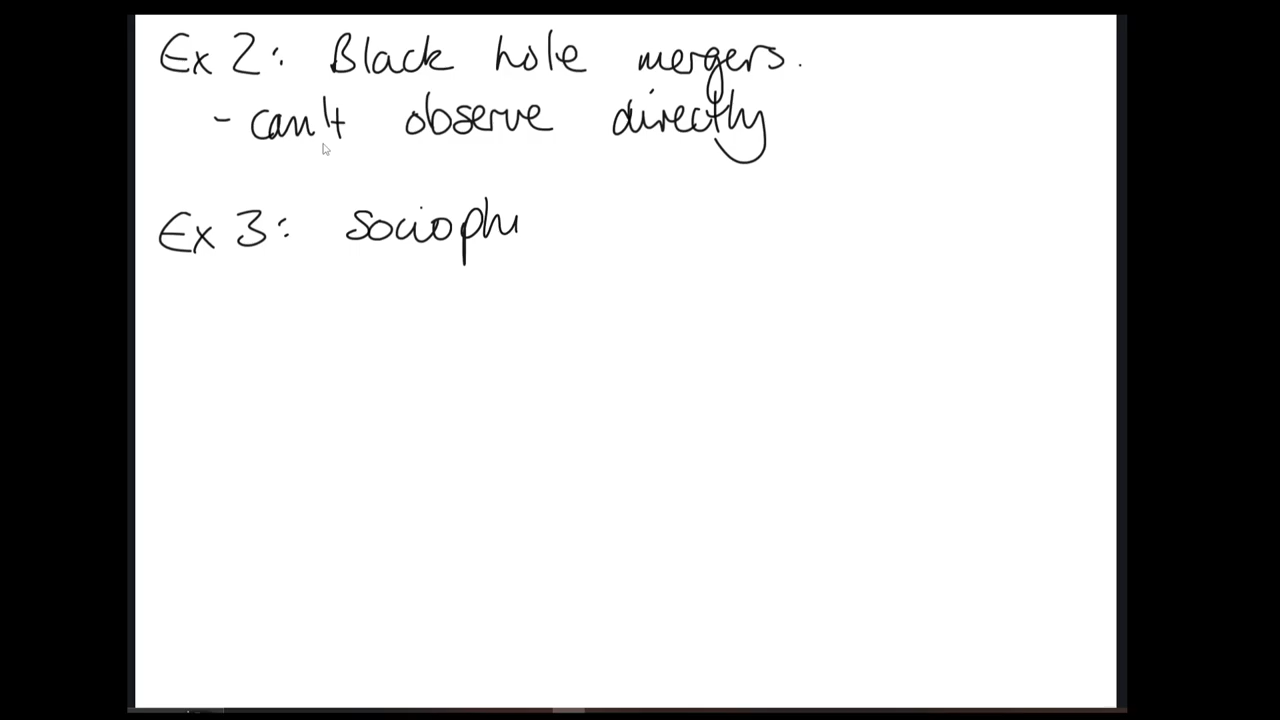 Ex 2: Black hole mergers.
- can't observe directly
Ex 3: sociophy